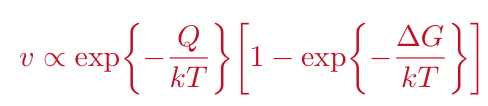 v ∝ exp{−Q/kT}[1 − exp{−ΔG/kT}]